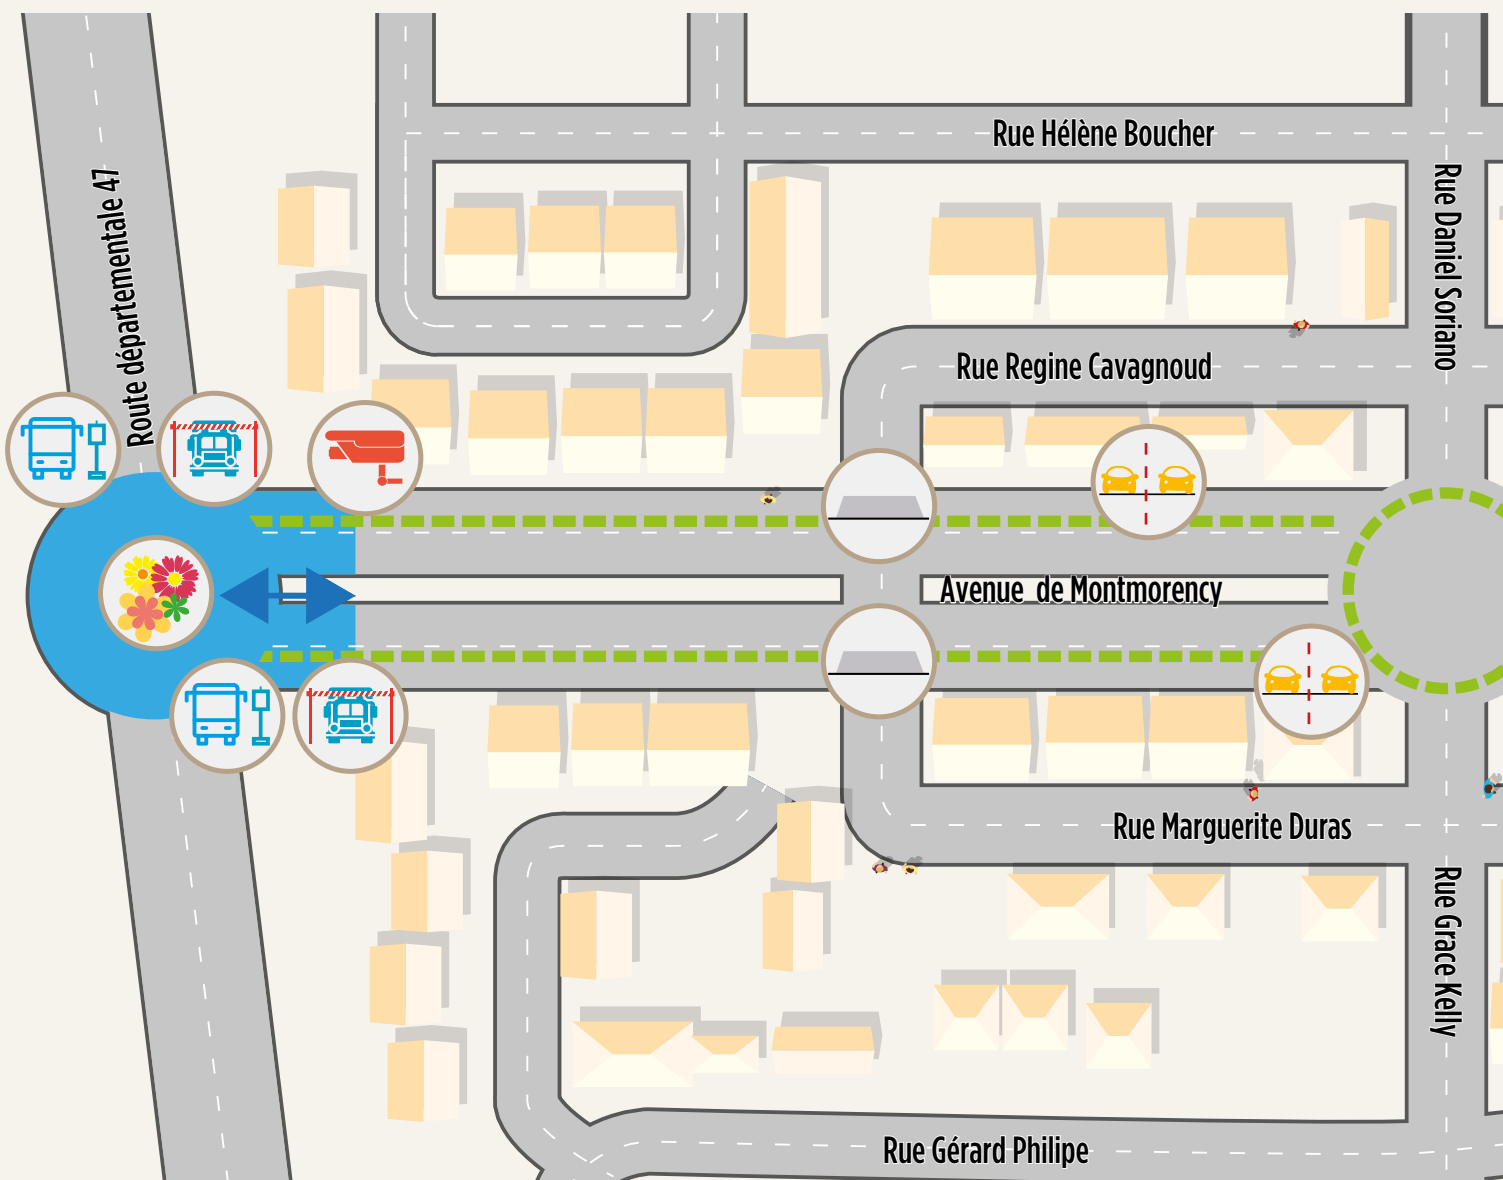 Rue Hélène Boucher
Route départementale 47
Rue Daniel Soriano
Rue Regine Cavagnoud
Avenue de Montmorency
Rue Marguerite Duras
Rue Grace Kelly
Rue Gérard Philipe